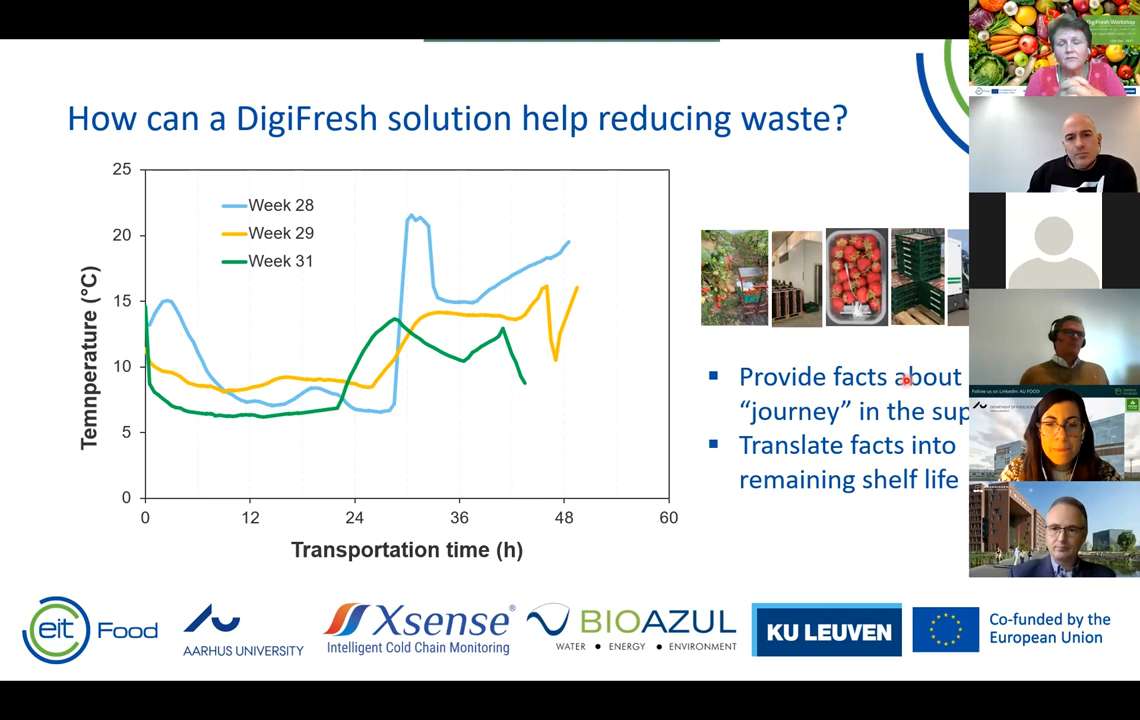 How can a DigiFresh solution help reducing waste?
25
20
15
10
5
0
Temnperature (°C)
Week 28
Week 29
Week 31
0 12 24 36 48 60
Transportation time (h)
▪ Provide facts about
"journey" in the sup
▪ Translate facts into
remaining shelf life
eit Food
AARHUS UNIVERSITY
Xsense®
Intelligent Cold Chain Monitoring
BIOAZUL
WATER ● ENERGY ● ENVIRONMENT
KU LEUVEN
Co-funded by the
European Union
DigiFresh Workshop
Follow us on LinkedIn: AU FOOD